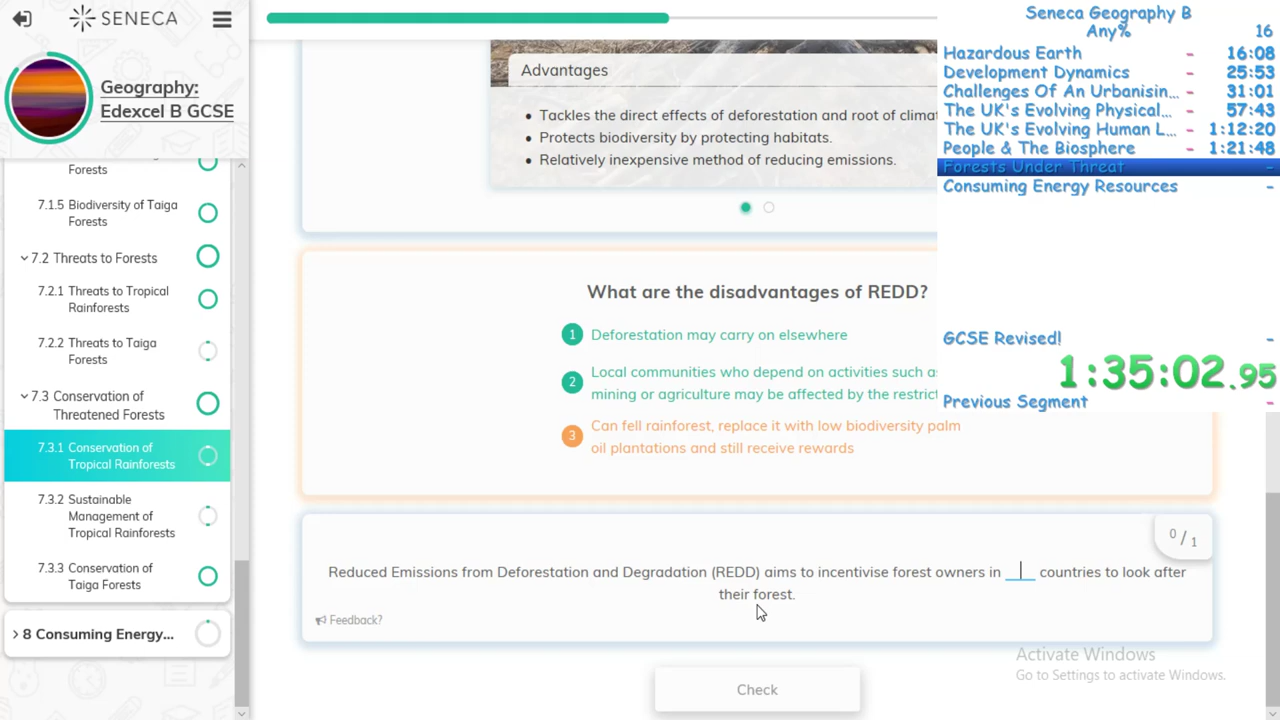 SENECA
Geography:
Edexcel B GCSE
Forests
7.1.5 Biodiversity of Taiga
Forests
7.2 Threats to Forests
7.2.1 Threats to Tropical
Rainforests
7.2.2 Threats to Taiga
Forests
7.3 Conservation of
Threatened Forests
7.3.1 Conservation of
Tropical Rainforests
7.3.2 Sustainable
Management of
Tropical Rainforests
7.3.3 Conservation of
Taiga Forests
8 Consuming Energy...
Advantages
Tackles the direct effects of deforestation and root of clima
Protects biodiversity by protecting habitats.
Relatively inexpensive method of reducing emissions.
What are the disadvantages of REDD?
1 Deforestation may carry on elsewhere
2 Local communities who depend on activities such as
mining or agriculture may be affected by the restrict
3 Can fell rainforest, replace it with low biodiversity palm
oil plantations and still receive rewards
0 / 1
Reduced Emissions from Deforestation and Degradation (REDD) aims to incentivise forest owners in ___ countries to look after
their forest.
Feedback?
Check
Activate Windows
Go to Settings to activate Windows.
Seneca Geography B
Any% 16
Hazardous Earth - 16:08
Development Dynamics - 25:53
Challenges Of An Urbanisin... - 31:01
The UK's Evolving Physical... - 57:43
The UK's Evolving Human L... - 1:12:20
People & The Biosphere - 1:21:48
Forests Under Threat -
Consuming Energy Resources -
GCSE Revised! -
1:35:02.95
Previous Segment -